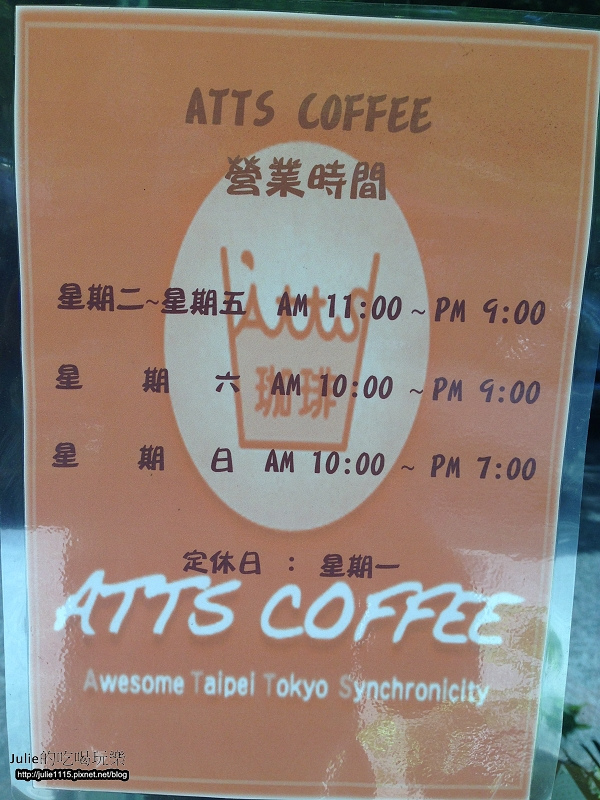 ATTS COFFEE
營業時間
星期二~星期五 AM 11:00 ~ PM 9:00
星 期 六 AM 10:00 ~ PM 9:00
星 期 日 AM 10:00 ~ PM 7:00
Atts
珈琲
定休日 : 星期一
ATTS COFFEE
Awesome Taipei Tokyo Synchronicity
Julie的吃喝玩樂
http://julie1115.pixnet.net/blog